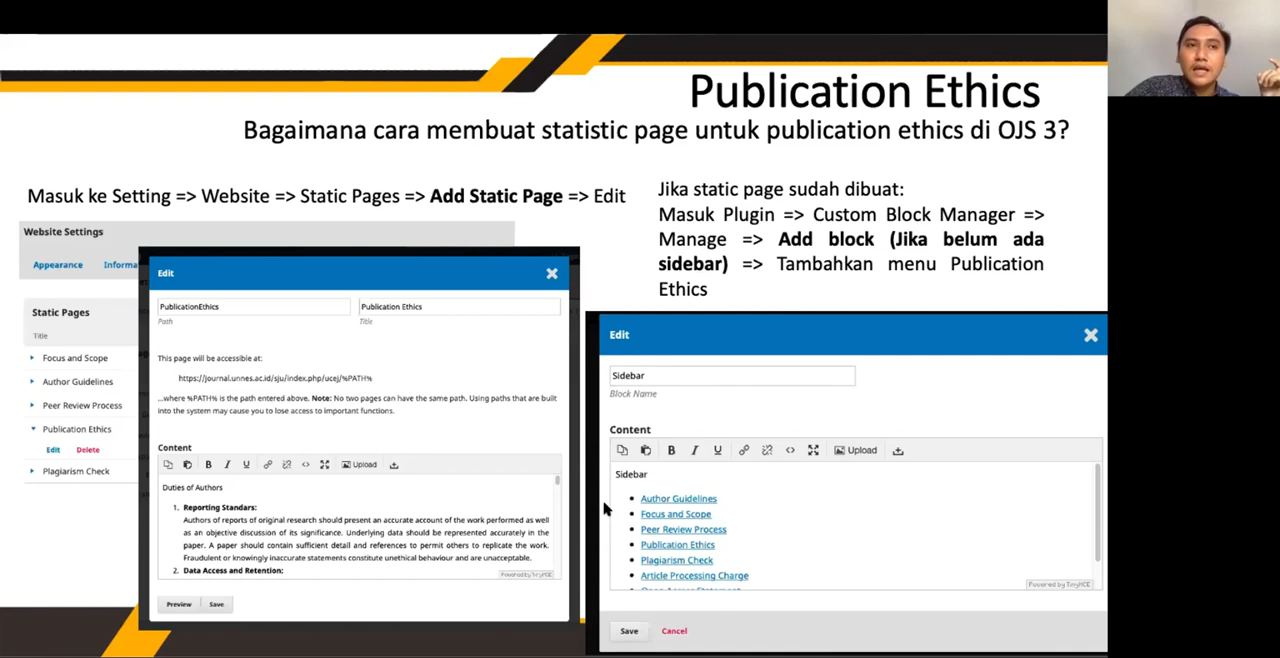 Publication Ethics
Bagaimana cara membuat statistic page untuk publication ethics di OJS 3?
Masuk ke Setting => Website => Static Pages => Add Static Page => Edit
Jika static page sudah dibuat:
Masuk Plugin => Custom Block Manager =>
Manage => Add block (Jika belum ada
sidebar) => Tambahkan menu Publication
Ethics
Website Settings
Appearance
Static Pages
Title
Focus and Scope
Author Guidelines
Peer Review Process
Publication Ethics
Edit Delete
Plagiarism Check
Edit
PublicationEthics
Publication Ethics
Path
Title
This page will be accessible at:
https://journal.unnes.ac.id/sju/index.php/ucej/%PATH%
...where %PATH% is the path entered above. Note: No two pages can have the same path. Using paths that are built
into the system may cause you to lose access to important functions.
Content
B I U Upload
Duties of Authors
1. Reporting Standars:
Authors of reports of original research should present an accurate account of the work performed as well
as an objective discussion of its significance. Underlying data should be represented accurately in the
paper. A paper should contain sufficient detail and references to permit others to replicate the work.
Fraudulent or knowingly inaccurate statements constitute unethical behaviour and are unacceptable.
2. Data Access and Retention:
Powered by TinyMCE
Preview Save
Edit
Sidebar
Block Name
Content
B I U Upload
Sidebar
Author Guidelines
Focus and Scope
Peer Review Process
Publication Ethics
Plagiarism Check
Article Processing Charge
Powered by TinyMCE
Save Cancel